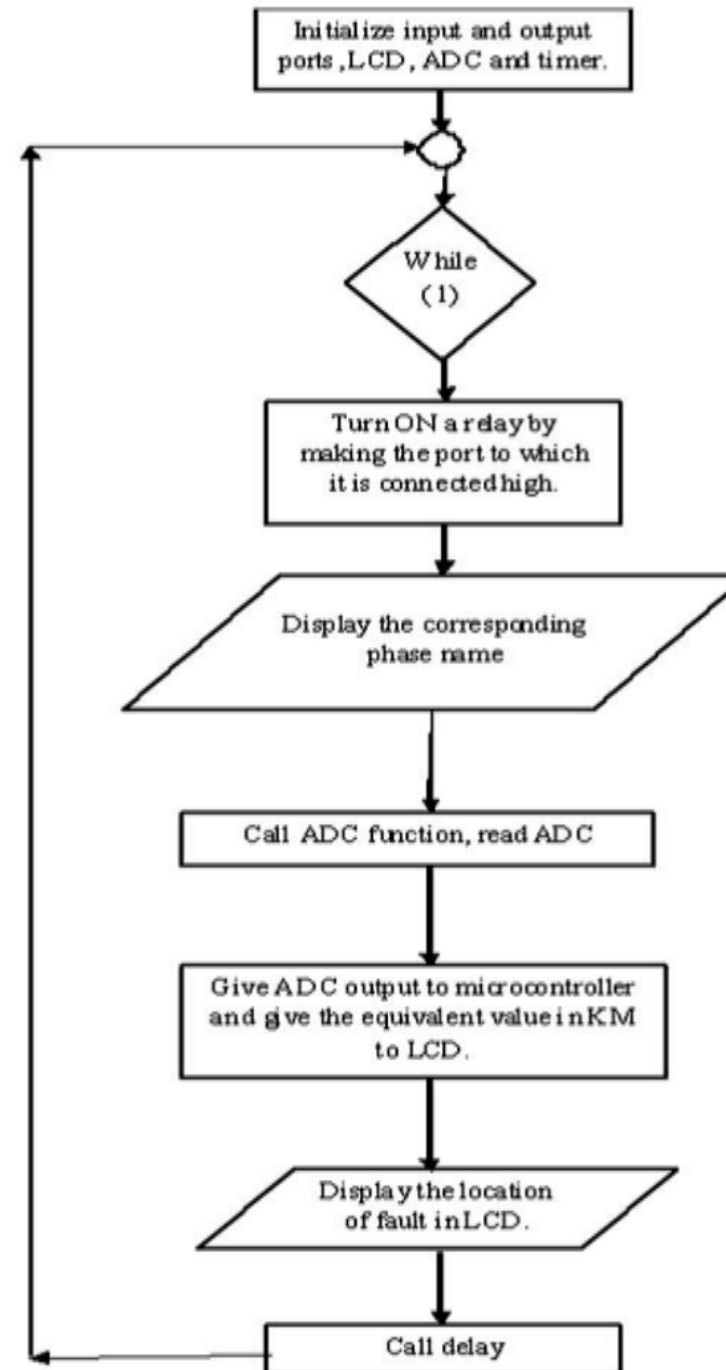 Initialize input and output
ports ,LCD, ADC and timer.
While
(1)
Turn ON a relay by
making the port to which
it is connected high.
Display the corresponding
phase name
Call ADC function, read ADC
Give ADC output to microcontroller
and give the equivalent value in KM
to LCD.
Display the location
of fault in LCD.
Call delay